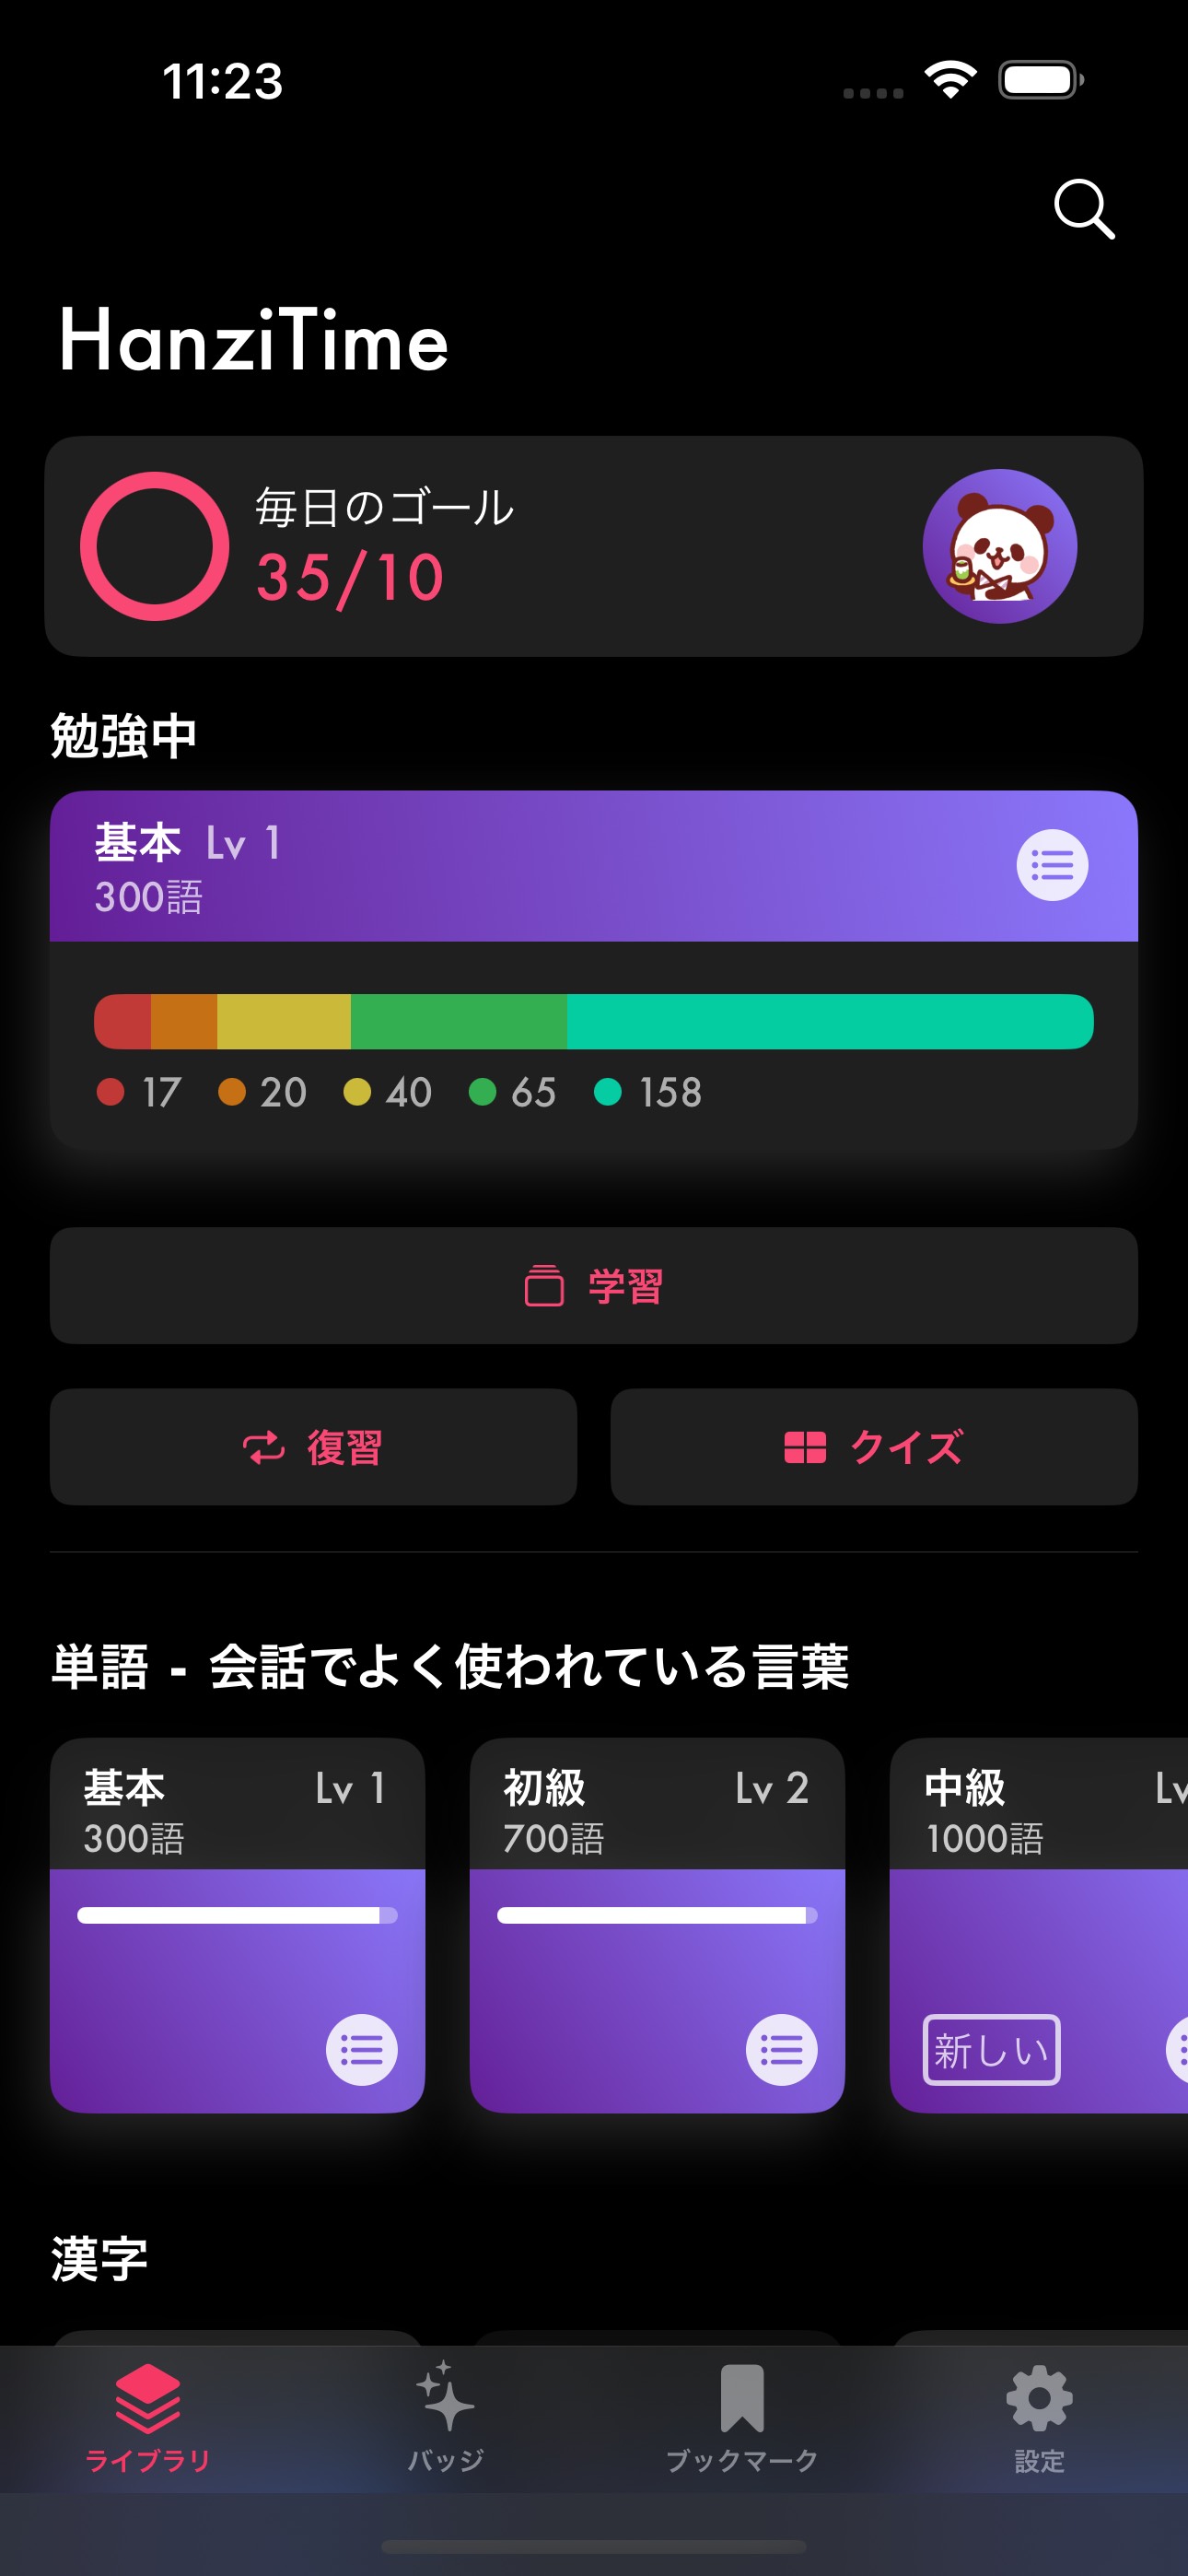 11:23
HanziTime
毎日のゴール
35/10
勉強中
基本 Lv 1
300語
17 20 40 65 158
学習
復習 クイズ
単語 - 会話でよく使われている言葉
基本 Lv 1
300語
初級 Lv 2
700語
中級 Lv
1000語
新しい
漢字
ライブラリ バッジ ブックマーク 設定